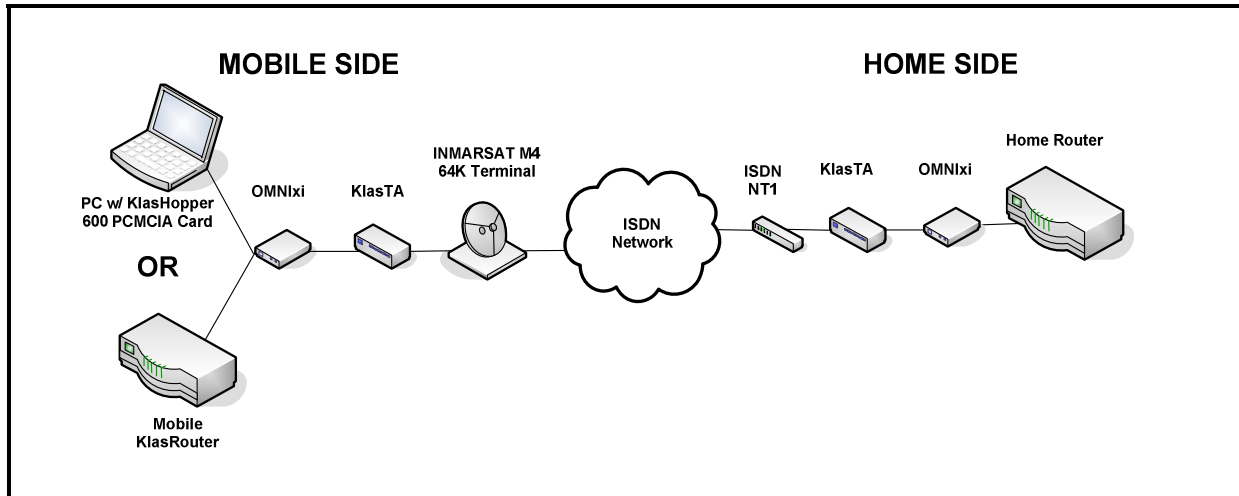 MOBILE SIDE
HOME SIDE
PC w/ KlasHopper
600 PCMCIA Card
OR
Mobile
KlasRouter
OMNIxi
KlasTA
INMARSAT M4
64K Terminal
ISDN
Network
ISDN
NT1
KlasTA
OMNIxi
Home Router